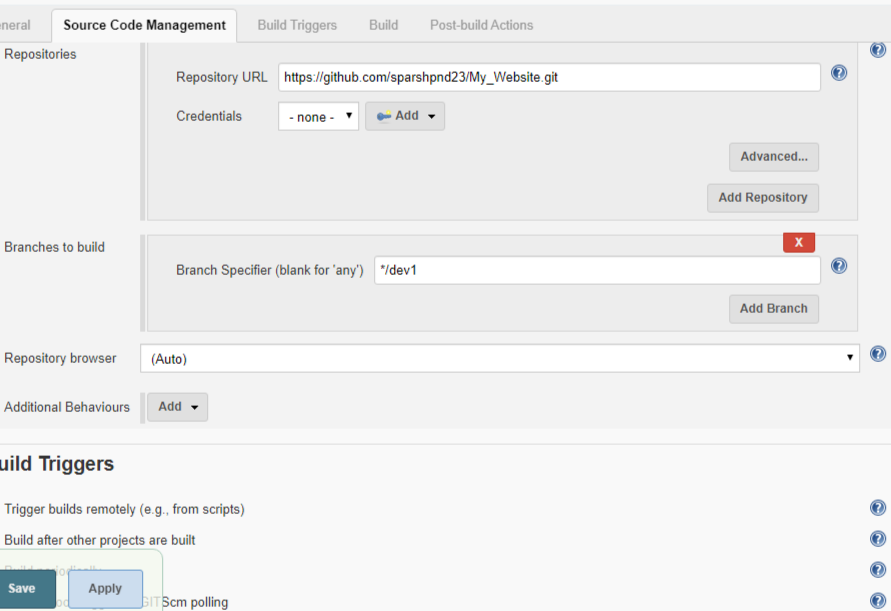 neral Source Code Management Build Triggers Build Post-build Actions
Repositories
Repository URL https://github.com/sparshpnd23/My_Website.git
Credentials - none - Add
Advanced...
Add Repository
Branches to build
X
Branch Specifier (blank for 'any') */dev1
Add Branch
Repository browser (Auto)
Additional Behaviours Add
uild Triggers
Trigger builds remotely (e.g., from scripts)
Build after other projects are built
Build periodically
Save Apply
GITScm polling